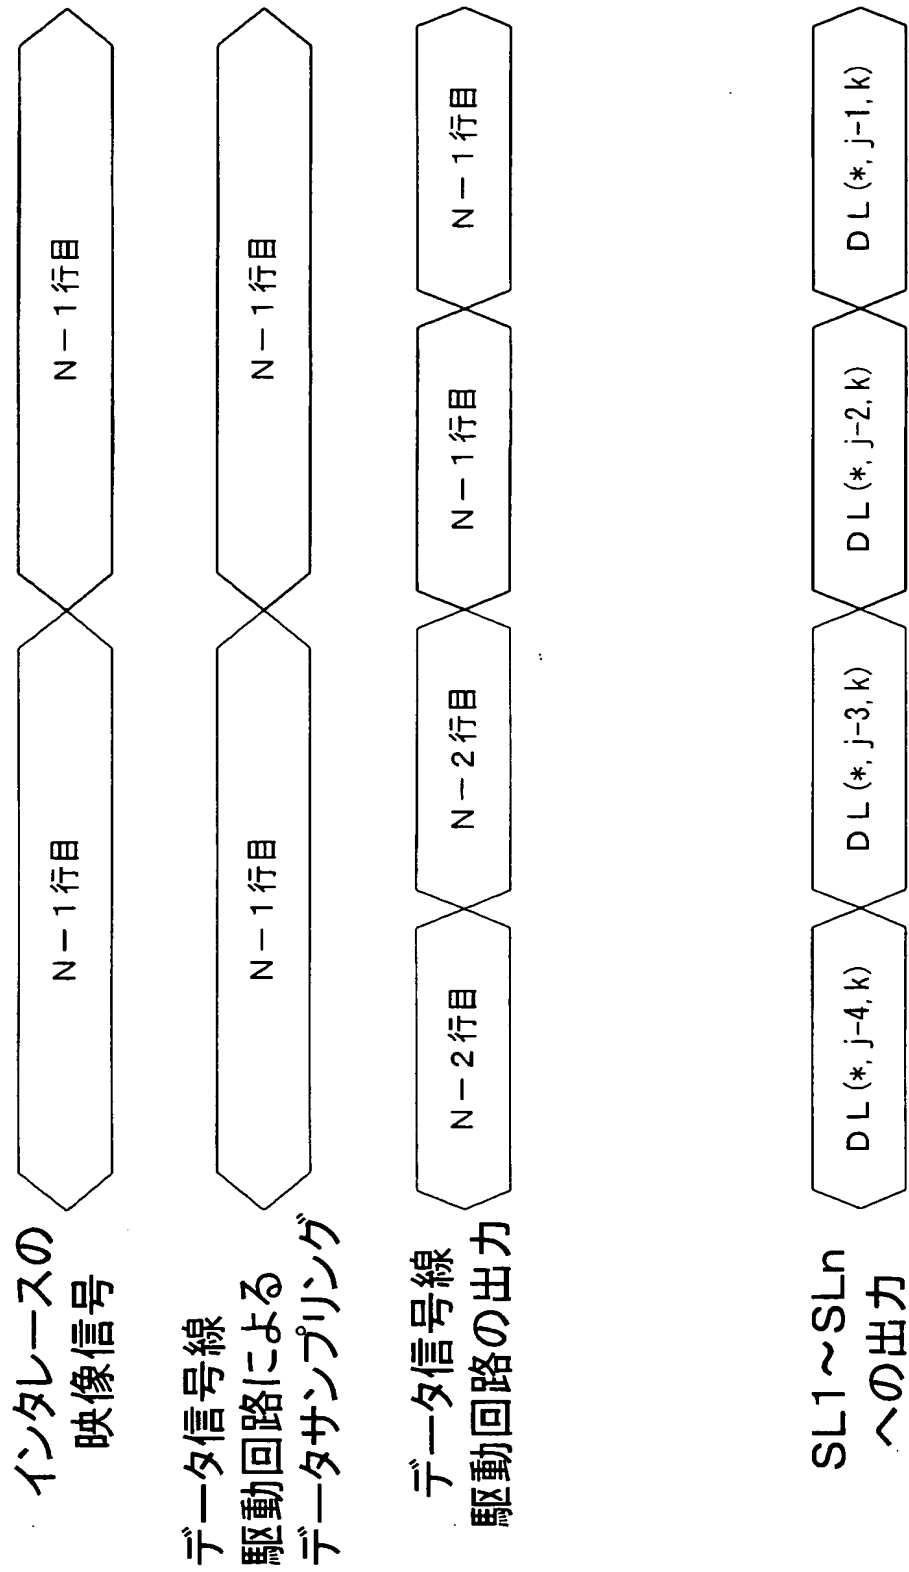 インタレースの
映像信号
N−1行目
N−1行目
データ信号線
駆動回路による
データサンプリング
N−1行目
N−1行目
データ信号線
駆動回路の出力
N−2行目
N−2行目
N−1行目
N−1行目
SL1～SLn
への出力
DL(*, j-4, k)
DL(*, j-3, k)
DL(*, j-2, k)
DL(*, j-1, k)